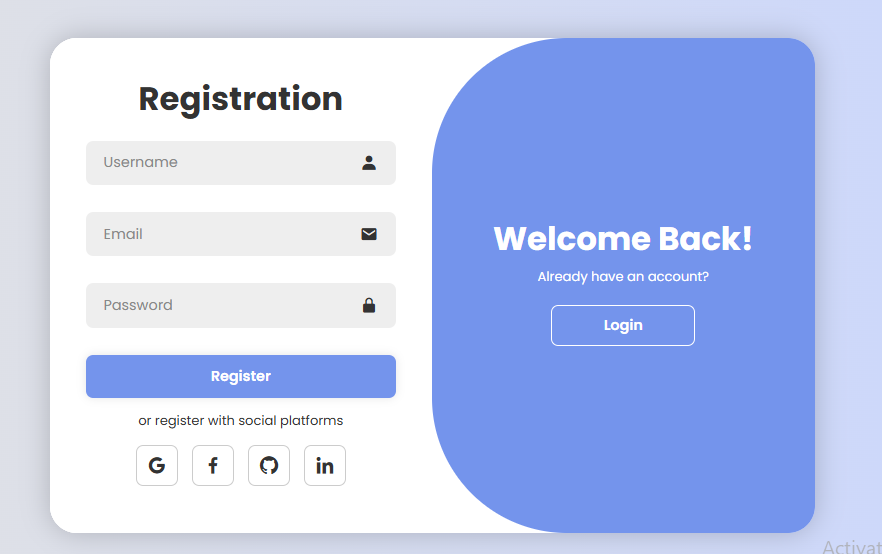 Registration
Username
Email
Password
Register
or register with social platforms
G
f
in
Welcome Back!
Already have an account?
Login
Activat